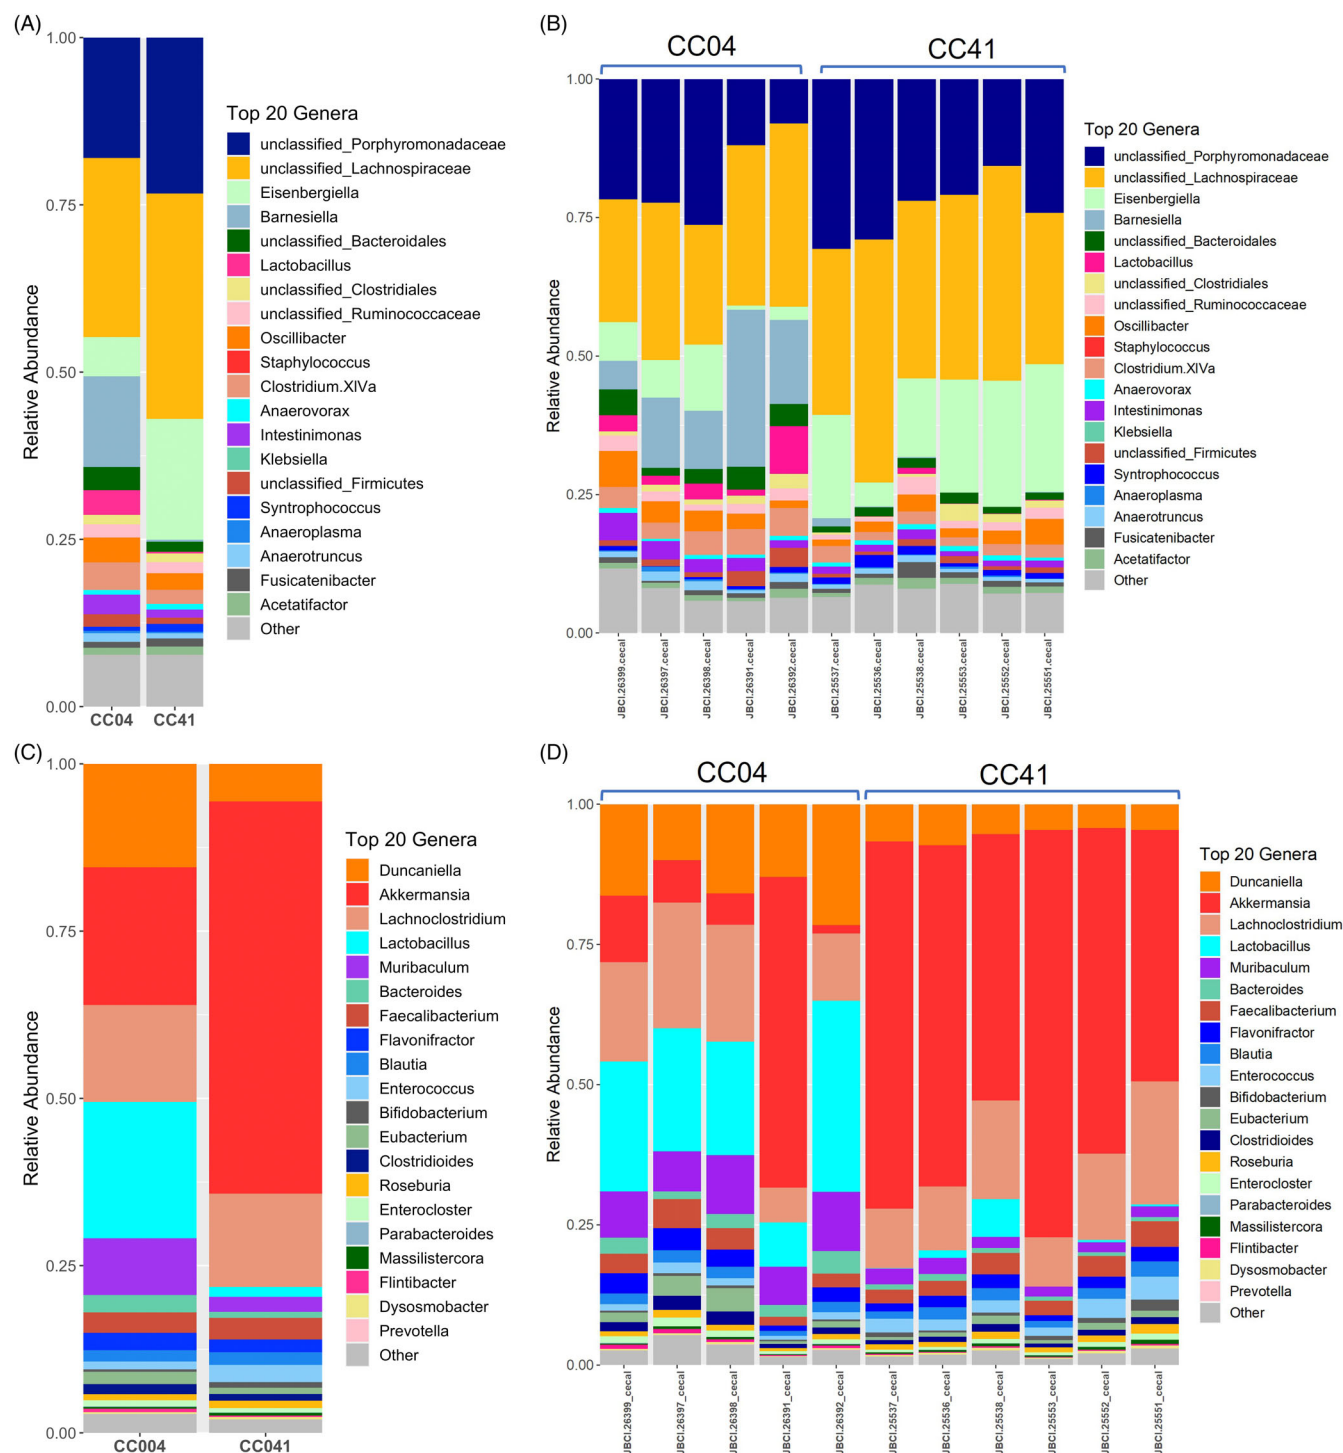 (A)
1.00
0.75
0.50
0.25
0.00
Relative Abundance
CC04 CC41
Top 20 Genera
unclassified_Porphyromonadaceae
unclassified_Lachnospiraceae
Eisenbergiella
Barnesiella
unclassified_Bacteroidales
Lactobacillus
unclassified_Clostridiales
unclassified_Ruminococcaceae
Oscillibacter
Staphylococcus
Clostridium.XIVa
Anaerovorax
Intestinimonas
Klebsiella
unclassified_Firmicutes
Syntrophococcus
Anaeroplasma
Anaerotruncus
Fusicatenibacter
Acetatifactor
Other
(B)
CC04 CC41
1.00
0.75
0.50
0.25
0.00
Relative Abundance
JBCI.26399.cecal
JBCI.26397.cecal
JBCI.26398.cecal
JBCI.26391.cecal
JBCI.26392.cecal
JBCI.25537.cecal
JBCI.25536.cecal
JBCI.25538.cecal
JBCI.25553.cecal
JBCI.25552.cecal
JBCI.25551.cecal
Top 20 Genera
unclassified_Porphyromonadaceae
unclassified_Lachnospiraceae
Eisenbergiella
Barnesiella
unclassified_Bacteroidales
Lactobacillus
unclassified_Clostridiales
unclassified_Ruminococcaceae
Oscillibacter
Staphylococcus
Clostridium.XIVa
Anaerovorax
Intestinimonas
Klebsiella
unclassified_Firmicutes
Syntrophococcus
Anaeroplasma
Anaerotruncus
Fusicatenibacter
Acetatifactor
Other
(C)
1.00
0.75
0.50
0.25
0.00
Relative Abundance
CC004 CC041
Top 20 Genera
Duncaniella
Akkermansia
Lachnoclostridium
Lactobacillus
Muribaculum
Bacteroides
Faecalibacterium
Flavonifractor
Blautia
Enterococcus
Bifidobacterium
Eubacterium
Clostridioides
Roseburia
Enterocloster
Parabacteroides
Massilistercora
Flintibacter
Dysosmobacter
Prevotella
Other
(D)
CC04 CC41
1.00
0.75
0.50
0.25
0.00
Relative Abundance
JBCI.26399_cecal
JBCI.26397_cecal
JBCI.26398_cecal
JBCI.26391_cecal
JBCI.26392_cecal
JBCI.25537_cecal
JBCI.25536_cecal
JBCI.25538_cecal
JBCI.25553_cecal
JBCI.25552_cecal
JBCI.25551_cecal
Top 20 Genera
Duncaniella
Akkermansia
Lachnoclostridium
Lactobacillus
Muribaculum
Bacteroides
Faecalibacterium
Flavonifractor
Blautia
Enterococcus
Bifidobacterium
Eubacterium
Clostridioides
Roseburia
Enterocloster
Parabacteroides
Massilistercora
Flintibacter
Dysosmobacter
Prevotella
Other